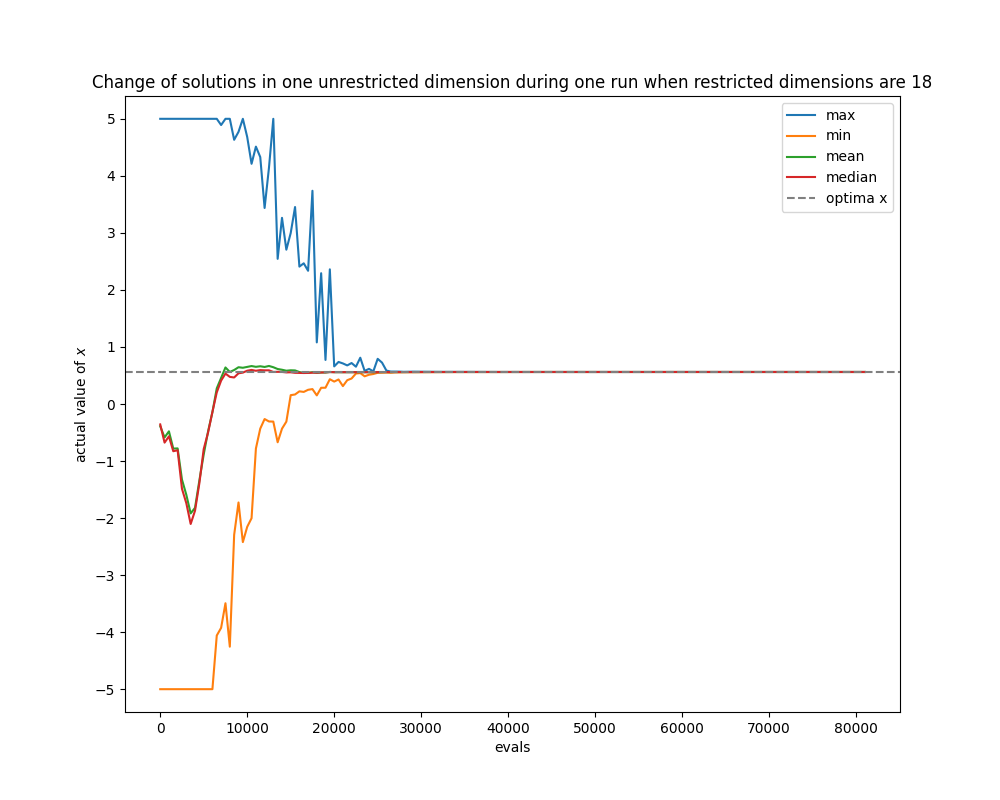 Change of solutions in one unrestricted dimension during one run when restricted dimensions are 18
max
min
mean
median
optima x
5
4
3
2
1
0
−1
−2
−3
−4
−5
actual value of x
0 10000 20000 30000 40000 50000 60000 70000 80000
evals